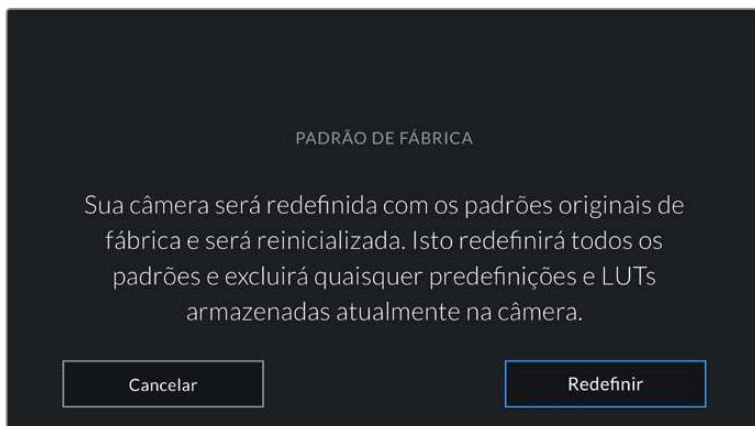 PADRÃO DE FÁBRICA
Sua câmera será redefinida com os padrões originais de
fábrica e será reinicializada. Isto redefinirá todos os
padrões e excluirá quaisquer predefinições e LUTs
armazenadas atualmente na câmera.
Cancelar
Redefinir